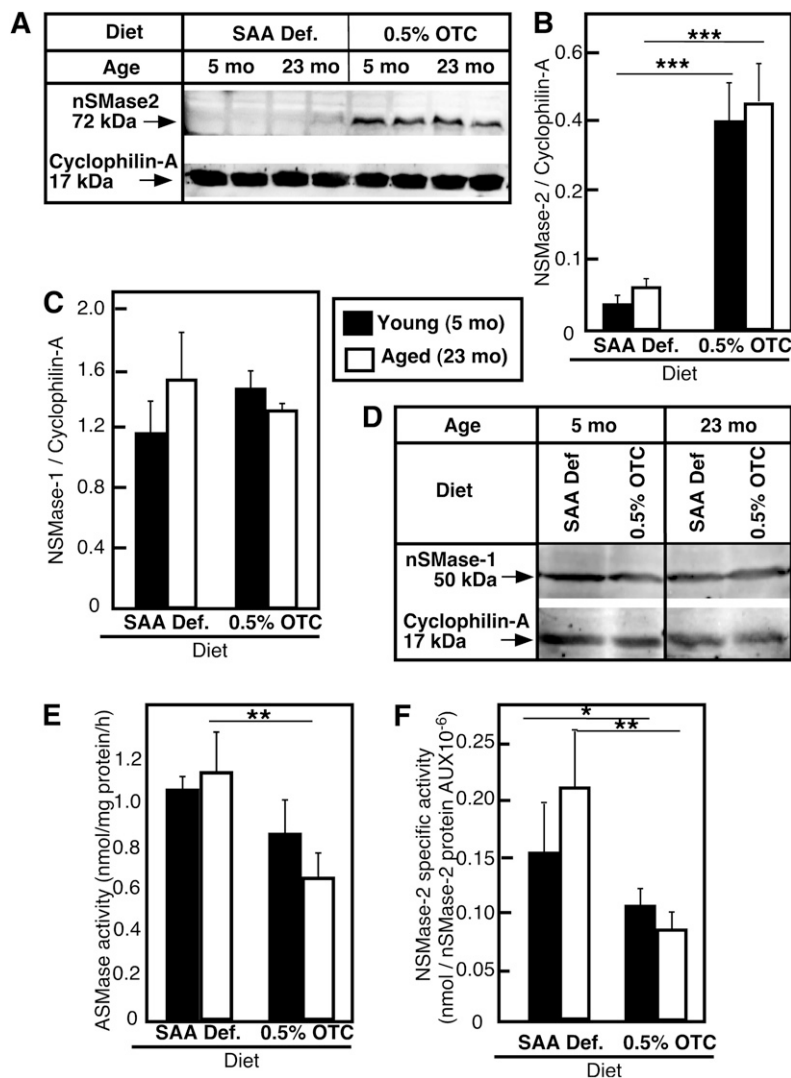 A
Diet SAA Def. 0.5% OTC
Age 5 mo 23 mo 5 mo 23 mo
nSMase2
72 kDa
Cyclophilin-A
17 kDa
B
NSMase-2 / Cyclophilin-A
0.6
0.4
0.2
0.1
0
***
***
SAA Def. 0.5% OTC
Diet
C
NSMase-1 / Cyclophilin-A
2.0
1.6
1.2
1.6
0.4
0
SAA Def. 0.5% OTC
Diet
Young (5 mo)
Aged (23 mo)
D
Age 5 mo 23 mo
Diet SAA Def 0.5% OTC SAA Def 0.5% OTC
nSMase-1
50 kDa
Cyclophilin-A
17 kDa
E
ASMase activity (nmol/mg protein/h)
1.2
1.0
0.8
0.6
0.4
0.2
0
**
SAA Def. 0.5% OTC
Diet
F
NSMase-2 specific activity
(nmol / nSMase-2 protein AUX10-6)
0.25
0.20
0.15
0.10
0.05
0
*
**
SAA Def. 0.5% OTC
Diet